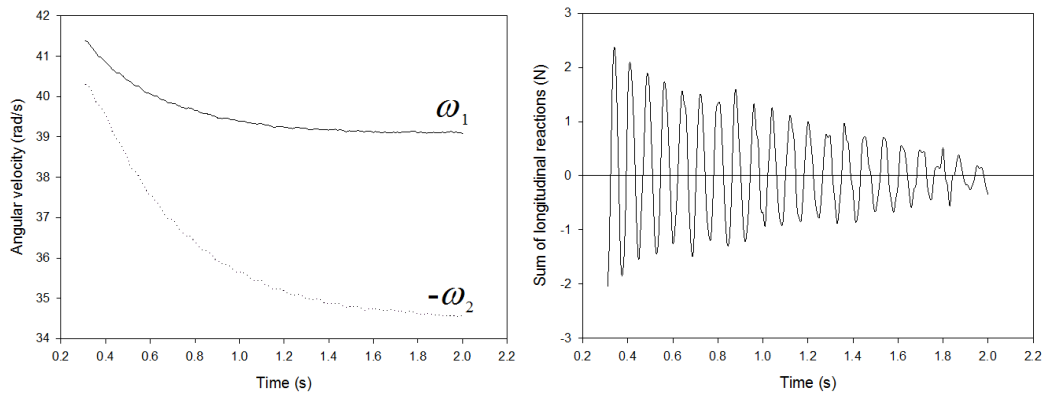 42
41
40
39
38
37
36
35
34
Angular velocity (rad/s)
ω₁
-ω₂
0.2 0.4 0.6 0.8 1.0 1.2 1.4 1.6 1.8 2.0 2.2
Time (s)
3
2
1
0
-1
-2
-3
Sum of longitudinal reactions (N)
0.2 0.4 0.6 0.8 1.0 1.2 1.4 1.6 1.8 2.0 2.2
Time (s)